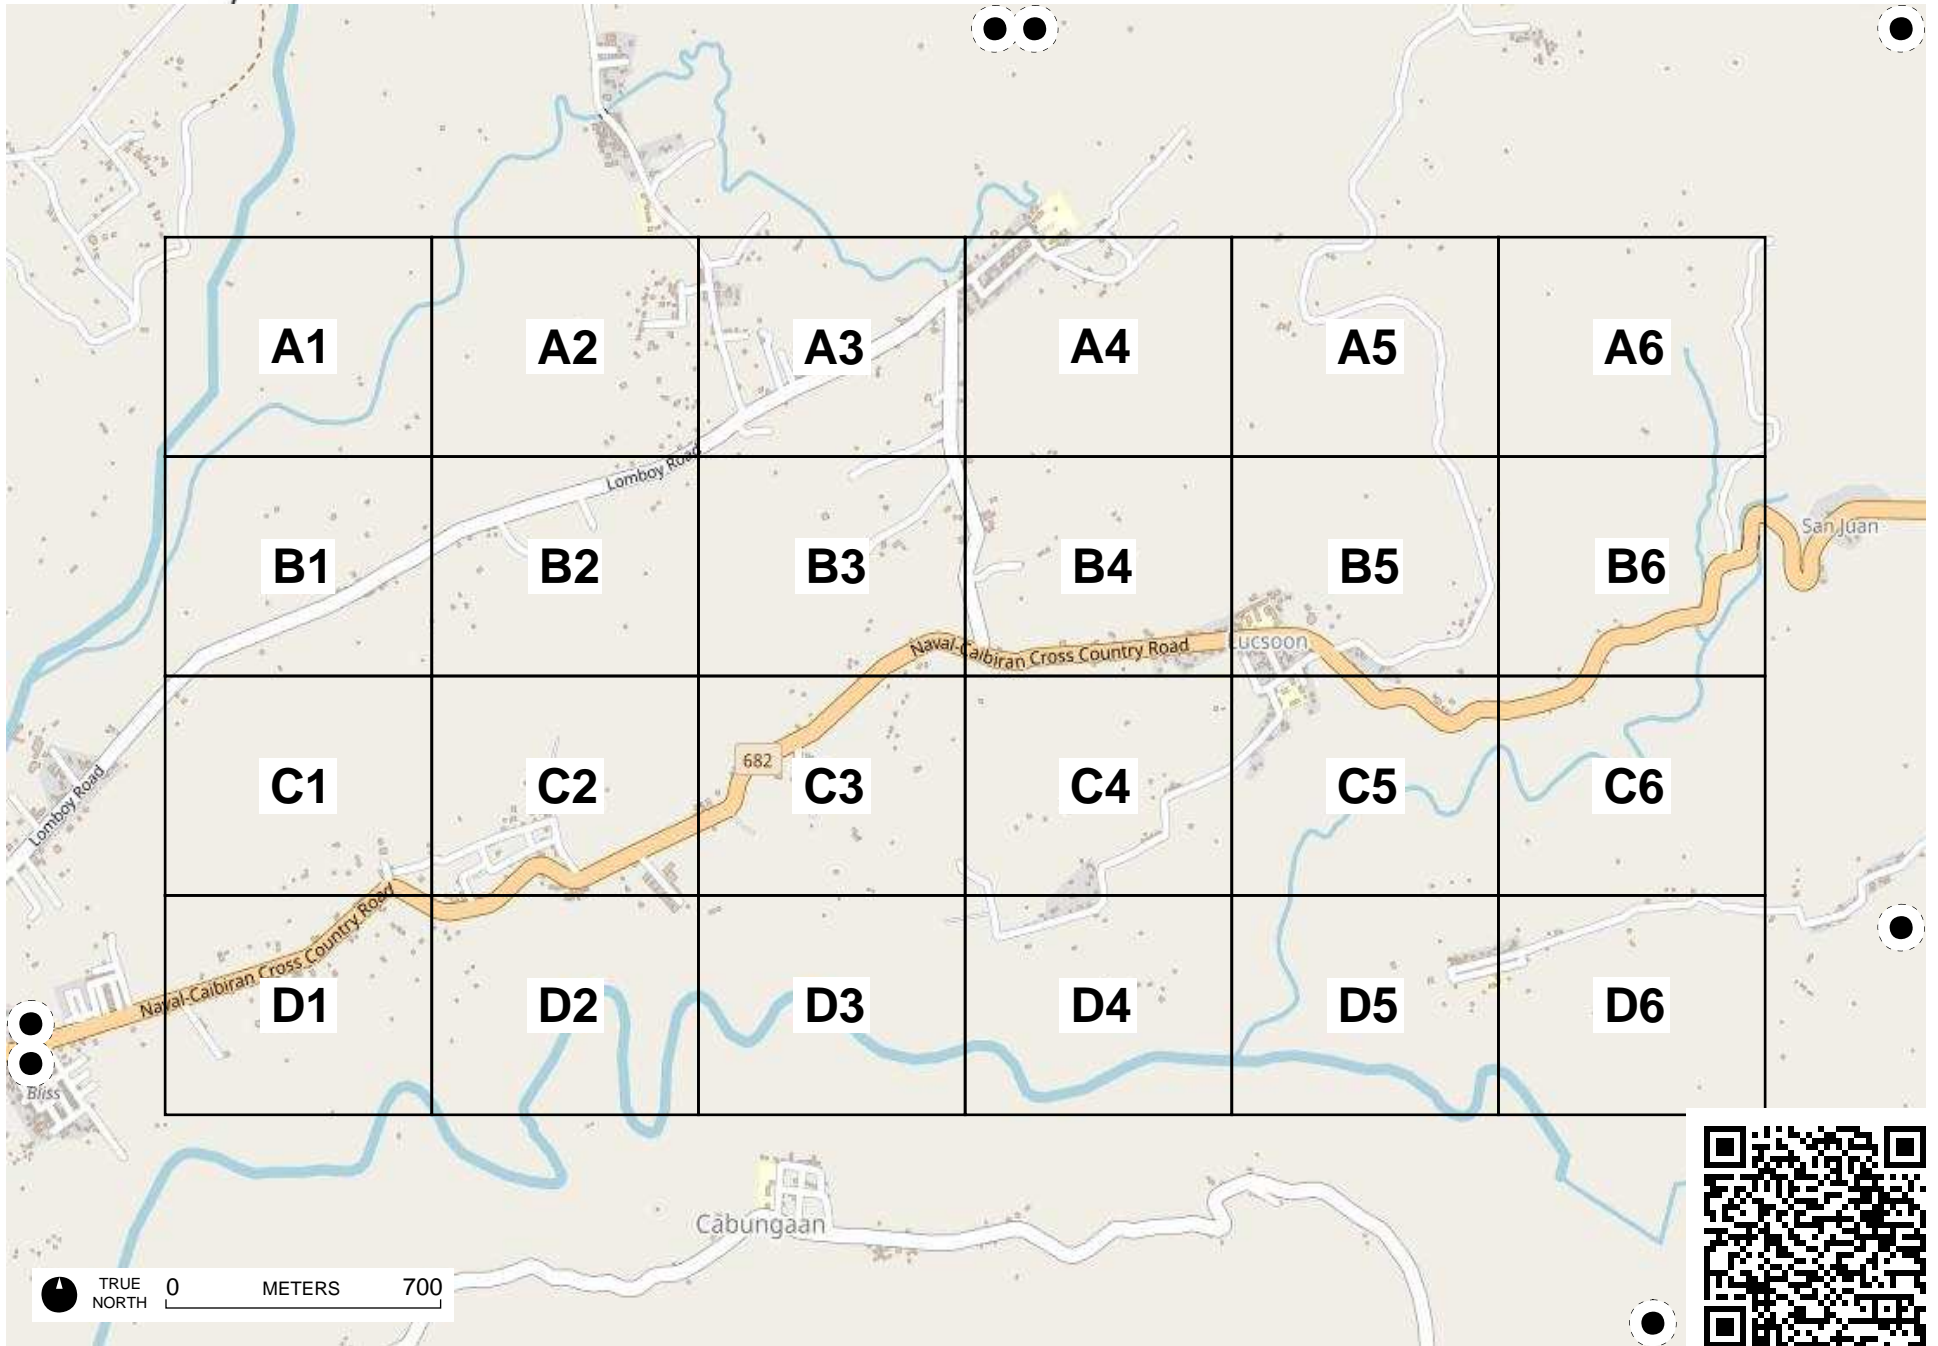 A1
A2
A3
A4
A5
A6
Lomboy Road
San Juan
B1
B2
B3
B4
B5
B6
Naval-Caibiran Cross Country Road
Lucsoon
682
C1
C2
C3
C4
C5
C6
Lomboy Road
Naval-Caibiran Cross Country Road
D1
D2
D3
D4
D5
D6
Bliss
Cabungaan
TRUE
NORTH
0
METERS
700